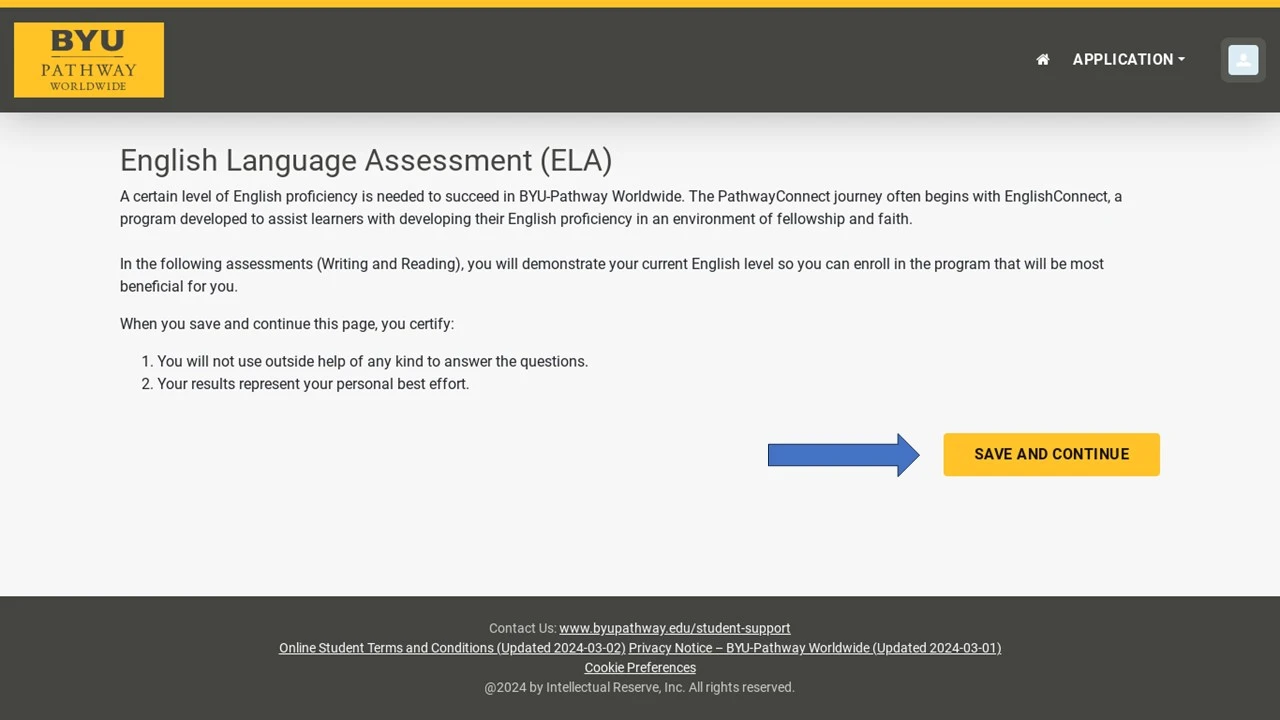 BYU
PATHWAY
WORLDWIDE
APPLICATION
English Language Assessment (ELA)
A certain level of English proficiency is needed to succeed in BYU-Pathway Worldwide. The PathwayConnect journey often begins with EnglishConnect, a
program developed to assist learners with developing their English proficiency in an environment of fellowship and faith.
In the following assessments (Writing and Reading), you will demonstrate your current English level so you can enroll in the program that will be most
beneficial for you.
When you save and continue this page, you certify:
1. You will not use outside help of any kind to answer the questions.
2. Your results represent your personal best effort.
SAVE AND CONTINUE
Contact Us: www.byupathway.edu/student-support
Online Student Terms and Conditions (Updated 2024-03-02) Privacy Notice – BYU-Pathway Worldwide (Updated 2024-03-01)
Cookie Preferences
@2024 by Intellectual Reserve, Inc. All rights reserved.